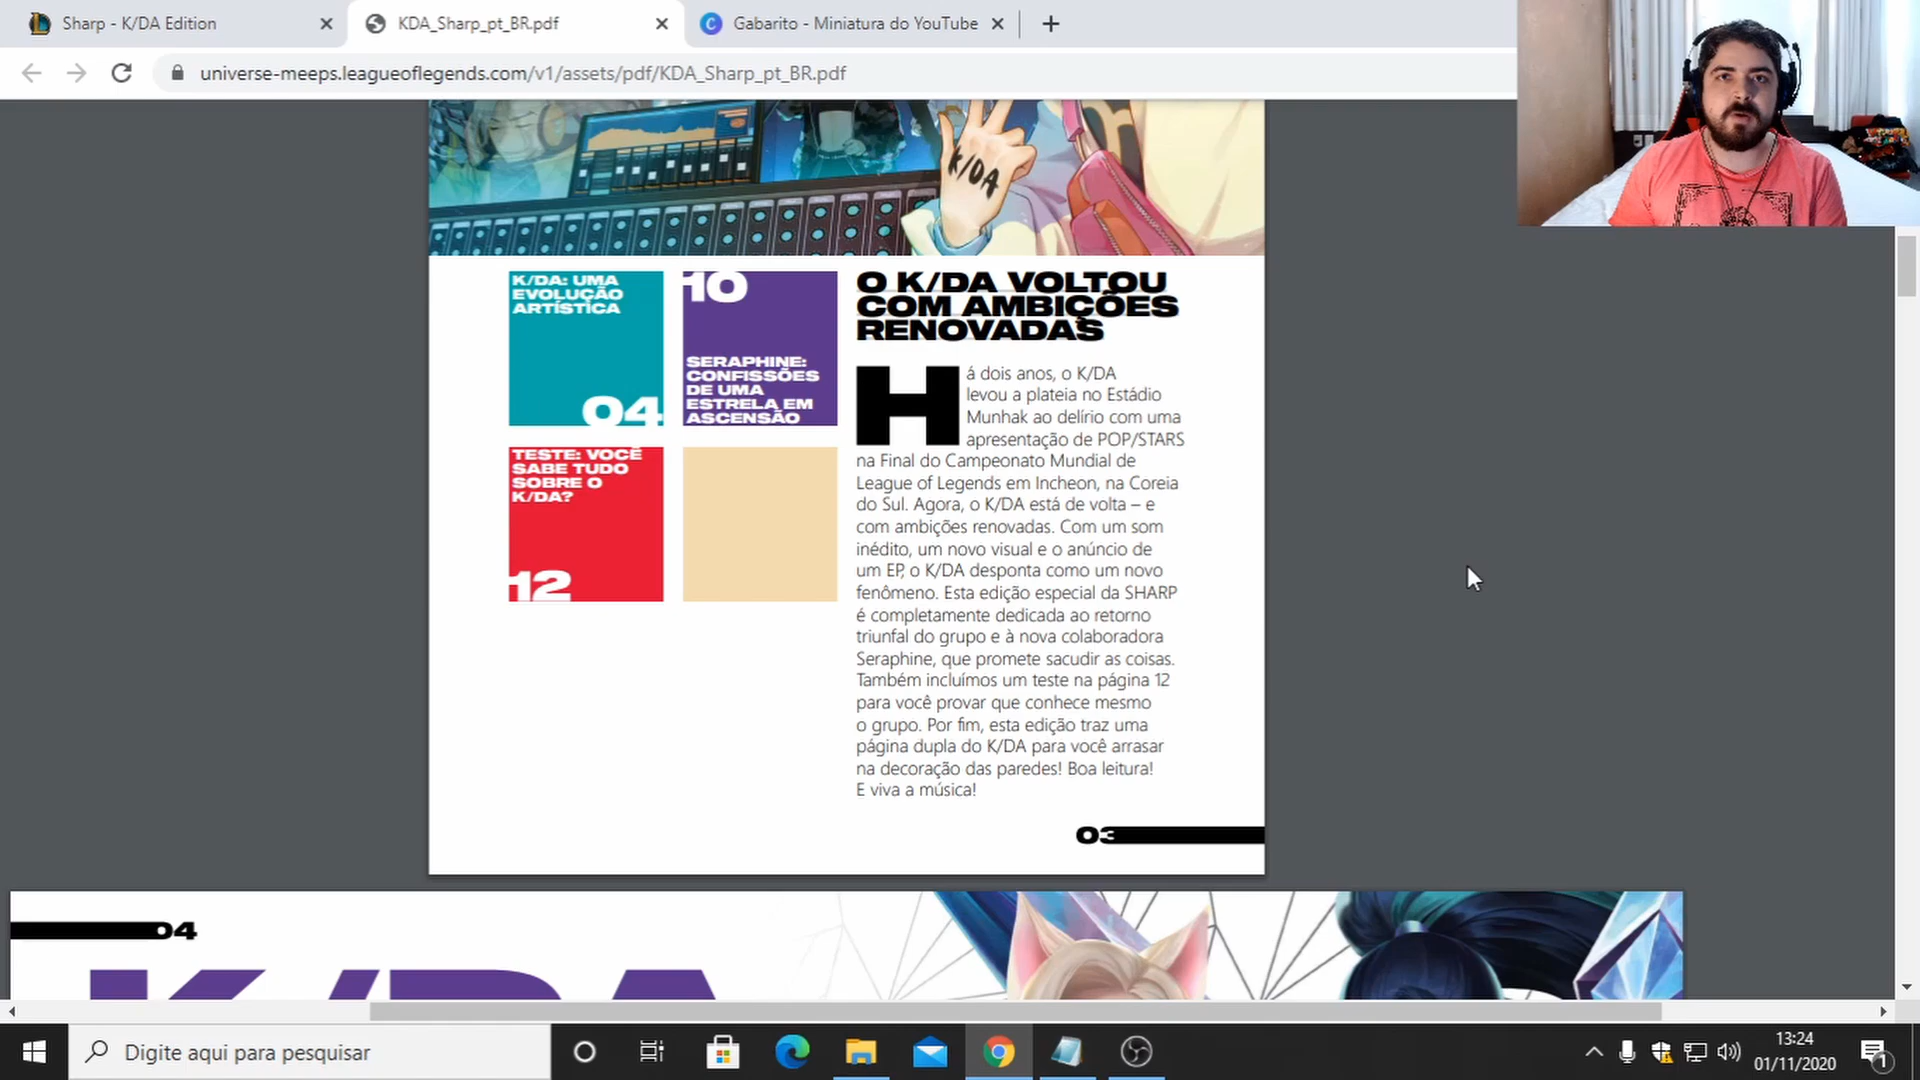 Sharp - K/DA Edition
KDA_Sharp_pt_BR.pdf
Gabarito - Miniatura do YouTube
universe-meeps.leagueoflegends.com/v1/assets/pdf/KDA_Sharp_pt_BR.pdf
K/DA
K/DA: UMA
EVOLUÇÃO
ARTÍSTICA
04
10
SERAPHINE:
CONFISSÕES
DE UMA
ESTRELA EM
ASCENSÃO
TESTE: VOCÊ
SABE TUDO
SOBRE O
K/DA?
12
O K/DA VOLTOU
COM AMBIÇÕES
RENOVADAS
Há dois anos, o K/DA
levou a plateia no Estádio
Munhak ao delírio com uma
apresentação de POP/STARS
na Final do Campeonato Mundial de
League of Legends em Incheon, na Coreia
do Sul. Agora, o K/DA está de volta – e
com ambições renovadas. Com um som
inédito, um novo visual e o anúncio de
um EP, o K/DA desponta como um novo
fenômeno. Esta edição especial da SHARP
é completamente dedicada ao retorno
triunfal do grupo e à nova colaboradora
Seraphine, que promete sacudir as coisas.
Também incluímos um teste na página 12
para você provar que conhece mesmo
o grupo. Por fim, esta edição traz uma
página dupla do K/DA para você arrasar
na decoração das paredes! Boa leitura!
E viva a música!
03
04
K/DA
Digite aqui para pesquisar
13:24
01/11/2020
1